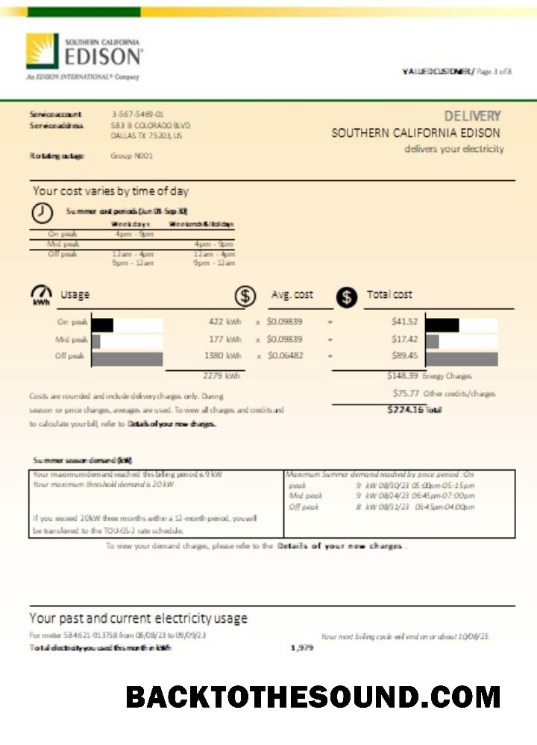 SOUTHERN CALIFORNIA
EDISON
An EDISON INTERNATIONAL® Company
VALUED CUSTOMER/ Page 3 of 8
Service account 3-567-5469-01
Service address 583 B COLORADO BLVD
DALLAS TX 75203, US
Rotating outage Group N001
DELIVERY
SOUTHERN CALIFORNIA EDISON
delivers your electricity
Your cost varies by time of day
Summer cost periods (Jun 01-Sep 30)
Weekdays Weekends & Holidays
On peak 4pm - 9pm
Mid peak 4pm - 9pm
Off peak 12am - 4pm 12am - 4pm
9pm - 12am 9pm - 12am
kWh Usage $ Avg. cost $ Total cost
On peak 422 kWh x $0.09839 = $41.52
Mid peak 177 kWh x $0.09839 = $17.42
Off peak 1380 kWh x $0.06482 = $89.45
2279 kWh $148.39 Energy Charges
$75.77 Other credits/charges
$224.16 Total
Costs are rounded and include delivery charges only. During
season or price changes, averages are used. To view all charges and credits and
to calculate your bill, refer to Details of your new charges.
Summer season demand (kW)
Your maximum demand reached this billing period is 9 kW
Your maximum threshold demand is 20 kW
If you exceed 20kW three months within a 12-month period, you will
be transferred to the TOU-GS-2 rate schedule.
Maximum Summer demand reached by price period :On
peak 9 kW 08/30/23 05:00pm-05:15pm
Mid peak 9 kW 08/24/23 06:45pm-07:00pm
Off peak 8 kW 08/31/23 03:45pm-04:00pm
To view your demand charges, please refer to the Details of your new charges.
Your past and current electricity usage
For meter 584621-913758 from 08/08/23 to 09/09/23
Your next billing cycle will end on or about 10/08/23.
Total electricity you used this month in kWh 1,979
BACKTOTHESOUND.COM